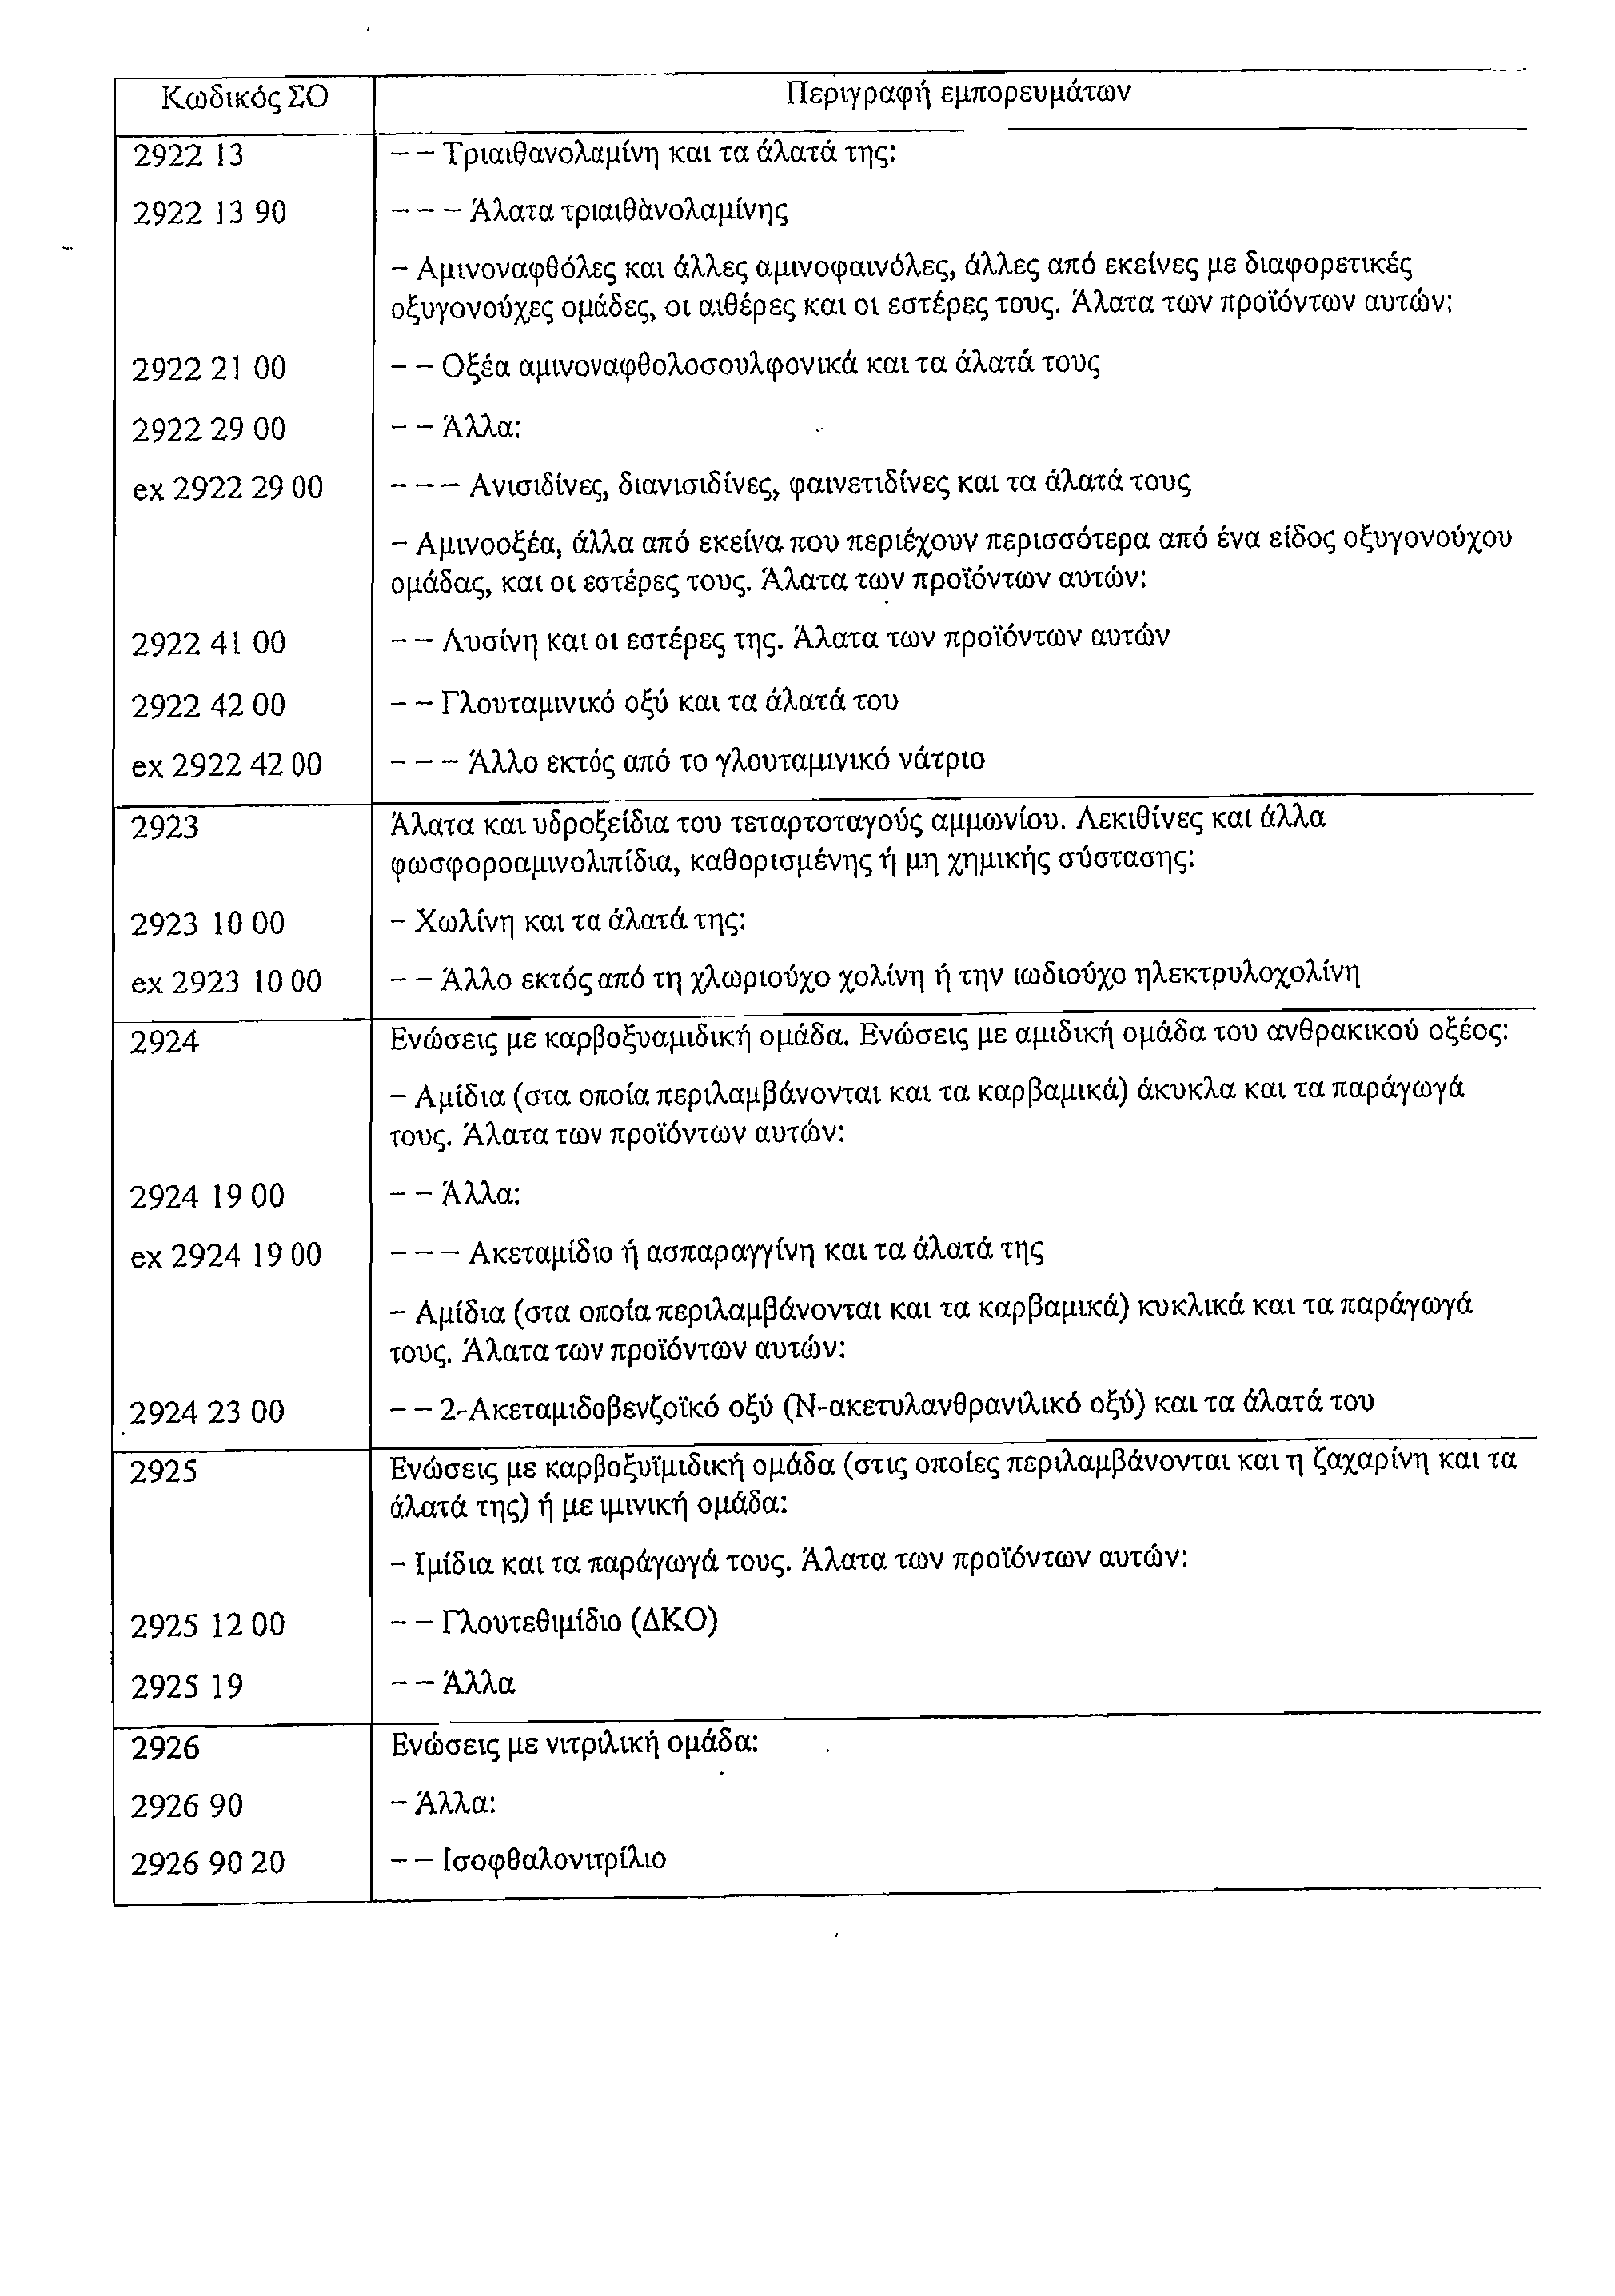 Κωδικός ΣΟ Περιγραφή εμπορευμάτων
2922 13 – – Τριαιθανολαμίνη και τα άλατά της:
2922 13 90 – – – Άλατα τριαιθανολαμίνης
– Αμινοναφθόλες και άλλες αμινοφαινόλες, άλλες από εκείνες με διαφορετικές
οξυγονούχες ομάδες, οι αιθέρες και οι εστέρες τους. Άλατα των προϊόντων αυτών:
2922 21 00 – – Οξέα αμινοναφθολοσουλφονικά και τα άλατά τους
2922 29 00 – – Άλλα:
ex 2922 29 00 – – – Ανισιδίνες, διανισιδίνες, φαινετιδίνες και τα άλατά τους
– Αμινοοξέα, άλλα από εκείνα που περιέχουν περισσότερα από ένα είδος οξυγονούχου
ομάδας, και οι εστέρες τους. Άλατα των προϊόντων αυτών:
2922 41 00 – – Λυσίνη και οι εστέρες της. Άλατα των προϊόντων αυτών
2922 42 00 – – Γλουταμινικό οξύ και τα άλατά του
ex 2922 42 00 – – – Άλλο εκτός από το γλουταμινικό νάτριο
2923 Άλατα και υδροξείδια του τεταρτοταγούς αμμωνίου. Λεκιθίνες και άλλα
φωσφοροαμινολιπίδια, καθορισμένης ή μη χημικής σύστασης:
2923 10 00 – Χωλίνη και τα άλατά της:
ex 2923 10 00 – – Άλλο εκτός από τη χλωριούχο χολίνη ή την ιωδιούχο ηλεκτρυλοχολίνη
2924 Ενώσεις με καρβοξυαμιδική ομάδα. Ενώσεις με αμιδική ομάδα του ανθρακικού οξέος:
– Αμίδια (στα οποία περιλαμβάνονται και τα καρβαμικά) άκυκλα και τα παράγωγά
τους. Άλατα των προϊόντων αυτών:
2924 19 00 – – Άλλα:
ex 2924 19 00 – – – Ακεταμίδιο ή ασπαραγγίνη και τα άλατά της
– Αμίδια (στα οποία περιλαμβάνονται και τα καρβαμικά) κυκλικά και τα παράγωγά
τους. Άλατα των προϊόντων αυτών:
2924 23 00 – – 2-Ακεταμιδοβενζοϊκό οξύ (N-ακετυλανθρανιλικό οξύ) και τα άλατά του
2925 Ενώσεις με καρβοξυϊμιδική ομάδα (στις οποίες περιλαμβάνονται και η ζαχαρίνη και τα
άλατά της) ή με ιμινική ομάδα:
– Ιμίδια και τα παράγωγά τους. Άλατα των προϊόντων αυτών:
2925 12 00 – – Γλουτεθιμίδιο (ΔΚΟ)
2925 19 – – Άλλα
2926 Ενώσεις με νιτριλική ομάδα:
2926 90 – Άλλα:
2926 90 20 – – Ισοφθαλονιτρίλιο